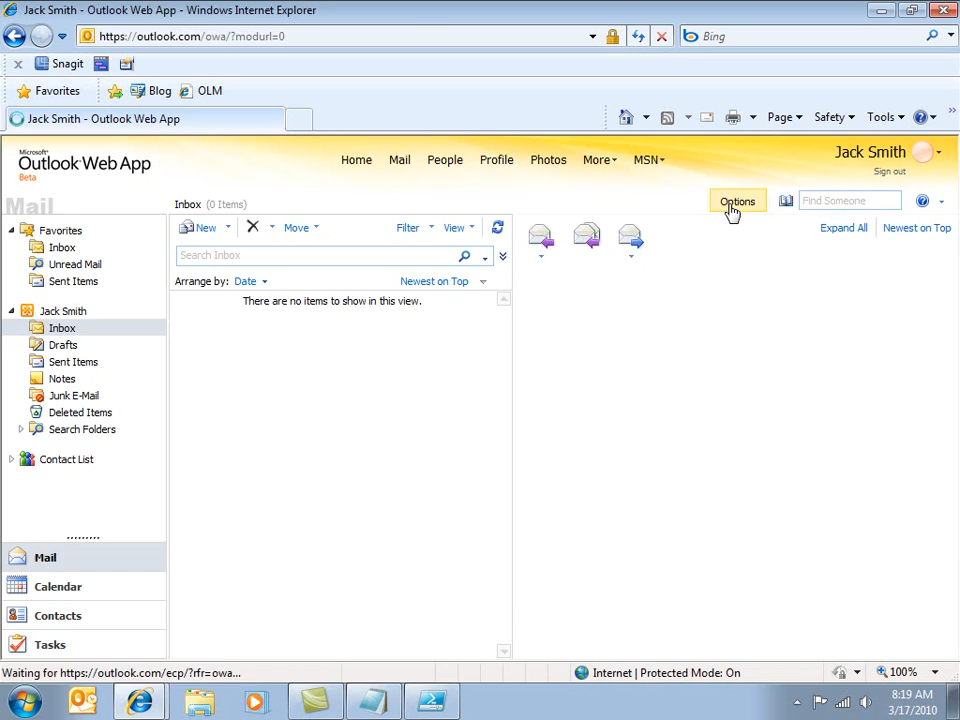 Jack Smith - Outlook Web App - Windows Internet Explorer
https://outlook.com/owa/?modurl=0
Bing
Snagit
Favorites
Blog
OLM
Jack Smith - Outlook Web App
Page
Safety
Tools
Microsoft
Outlook Web App
Beta
Home
Mail
People
Profile
Photos
More
MSN
Jack Smith
Sign out
Mail
Inbox (0 Items)
Options
Find Someone
Favorites
Inbox
Unread Mail
Sent Items
Jack Smith
Inbox
Drafts
Sent Items
Notes
Junk E-Mail
Deleted Items
Search Folders
Contact List
Mail
Calendar
Contacts
Tasks
New
Move
Filter
View
Search Inbox
Arrange by: Date
Newest on Top
There are no items to show in this view.
Expand All
Newest on Top
Waiting for https://outlook.com/ecp/?rfr=owa...
Internet | Protected Mode: On
100%
8:19 AM
3/17/2010